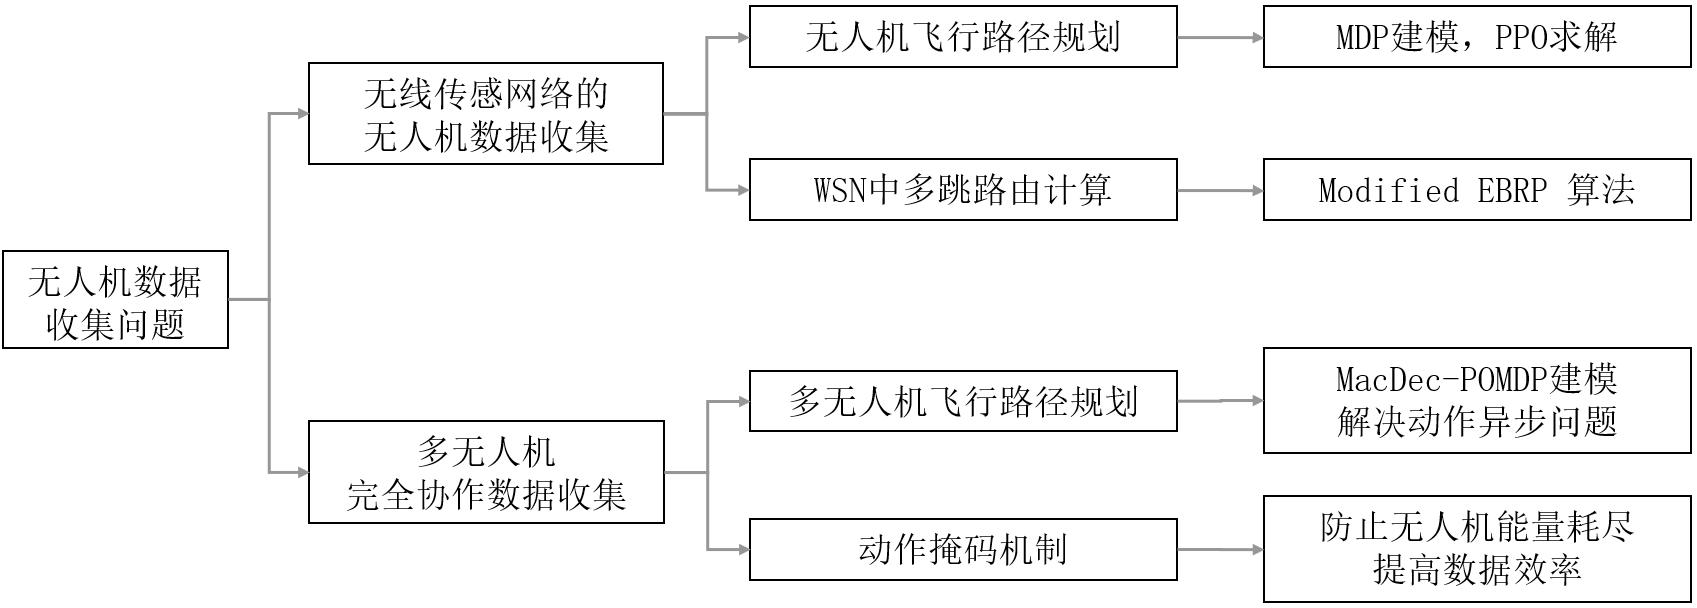 无人机数据
收集问题
无线传感网络的
无人机数据收集
无人机飞行路径规划
MDP建模，PPO求解
WSN中多跳路由计算
Modified EBRP 算法
多无人机
完全协作数据收集
多无人机飞行路径规划
MacDec-POMDP建模
解决动作异步问题
动作掩码机制
防止无人机能量耗尽
提高数据效率